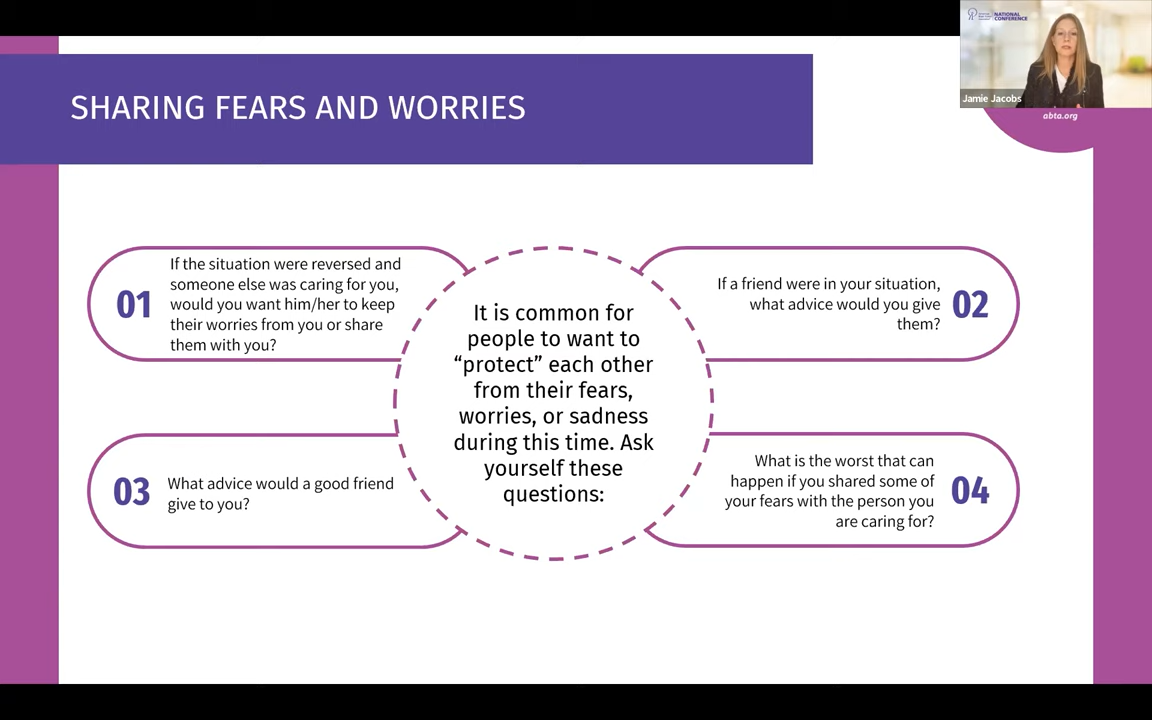 NATIONAL
CONFERENCE
Jamie Jacobs
abta.org
SHARING FEARS AND WORRIES
01
If the situation were reversed and
someone else was caring for you,
would you want him/her to keep
their worries from you or share
them with you?
If a friend were in your situation,
what advice would you give
them?
02
It is common for
people to want to
“protect” each other
from their fears,
worries, or sadness
during this time. Ask
yourself these
questions:
03
What advice would a good friend
give to you?
What is the worst that can
happen if you shared some of
your fears with the person you
are caring for?
04